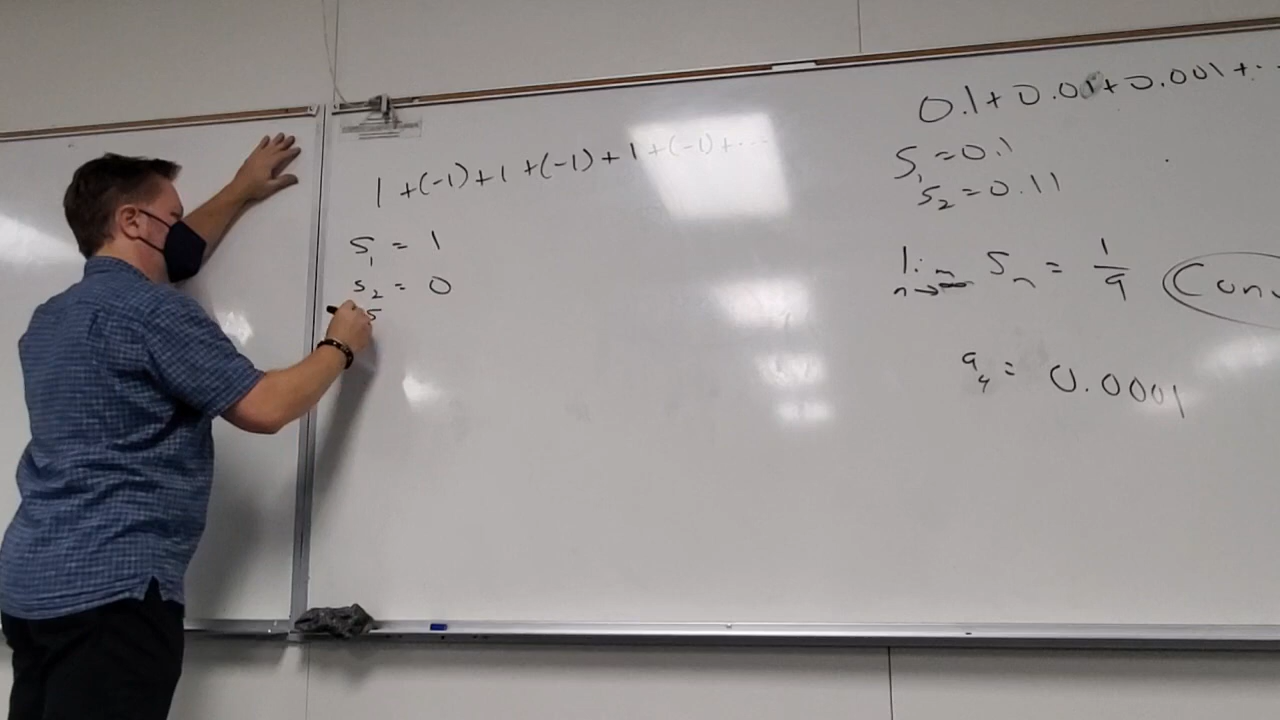 1 + (-1) + 1 + (-1) + 1 + (-1) + ...
S₁ = 1
S₂ = 0
S
0.1 + 0.01 + 0.001 + ...
S₁ = 0.1
S₂ = 0.11
lim n→∞ Sₙ = 1/9
Conv
a₄ = 0.0001